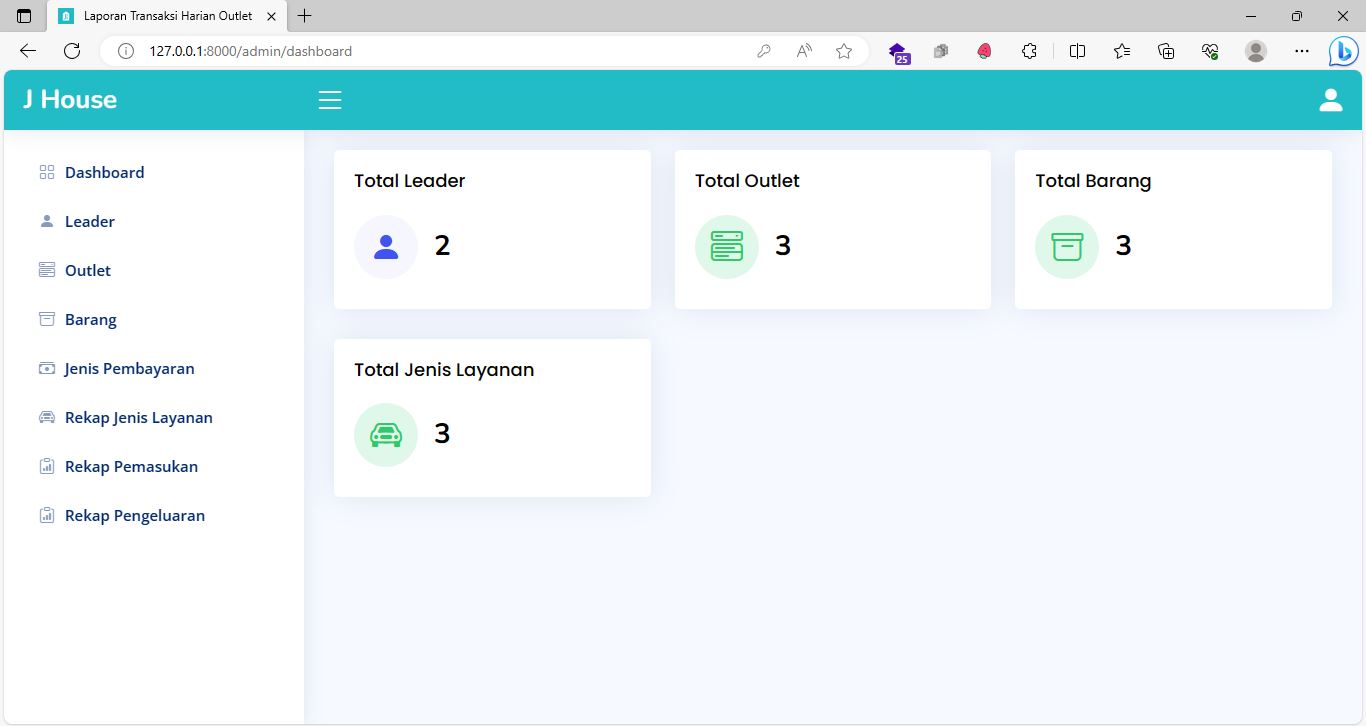 Laporan Transaksi Harian Outlet
127.0.0.1:8000/admin/dashboard
25
J House
Dashboard
Leader
Outlet
Barang
Jenis Pembayaran
Rekap Jenis Layanan
Rekap Pemasukan
Rekap Pengeluaran
Total Leader
2
Total Outlet
3
Total Barang
3
Total Jenis Layanan
3